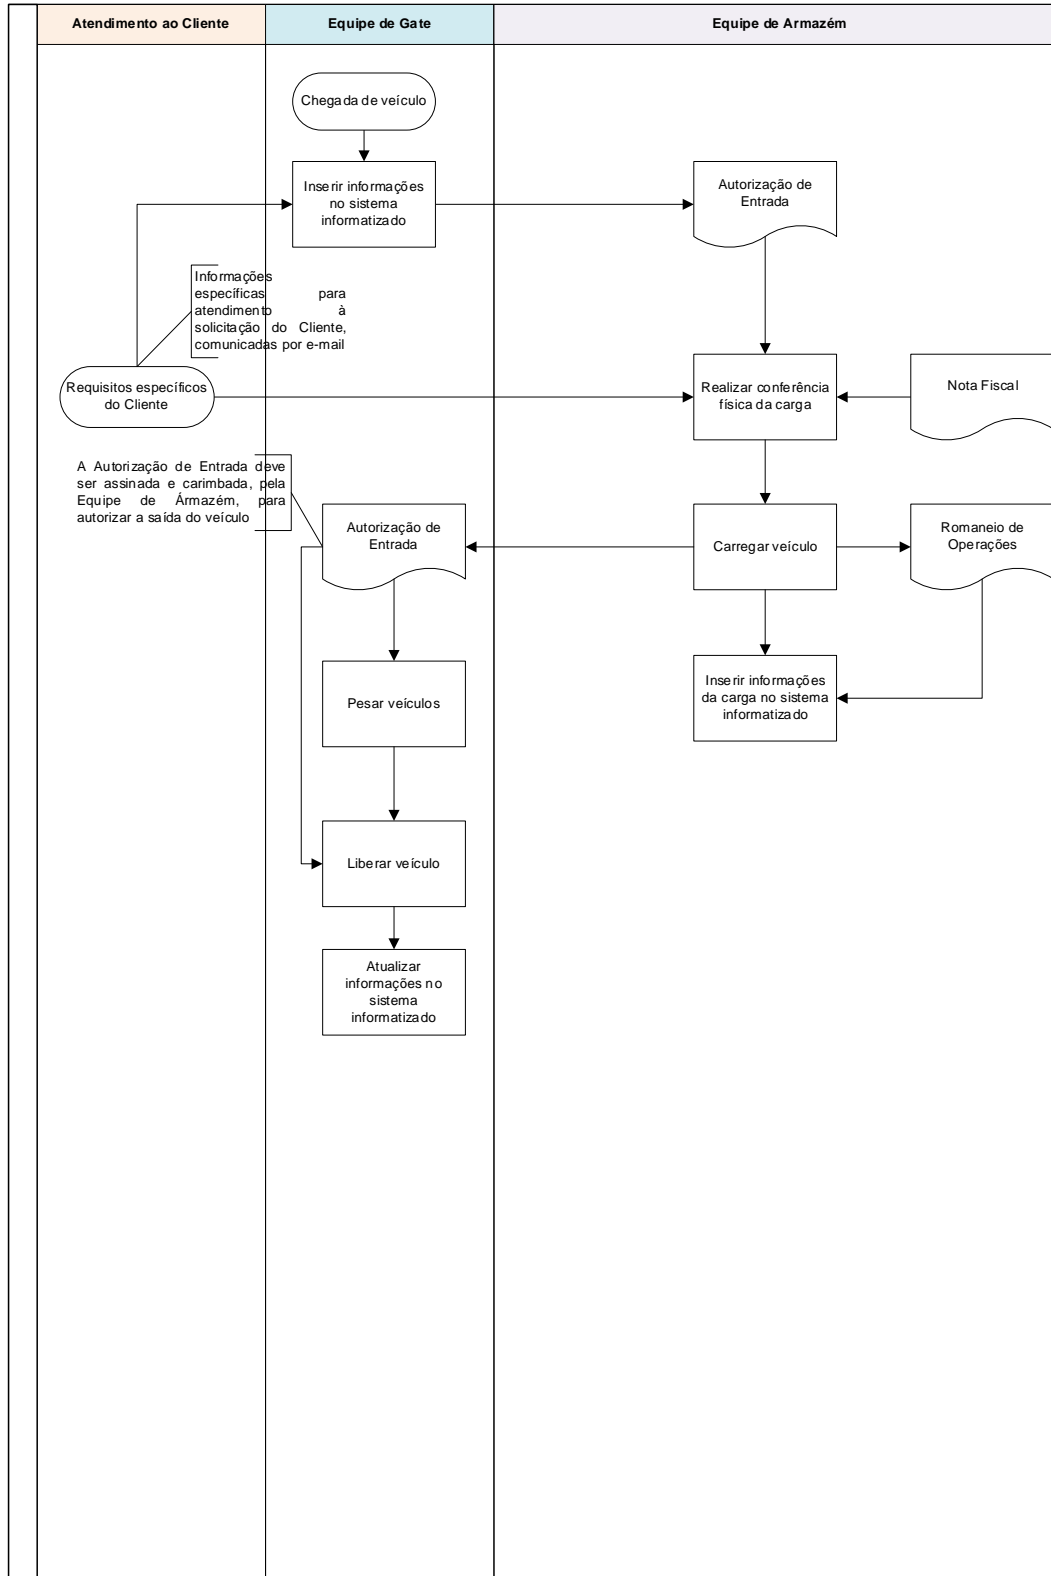 Atendimento ao Cliente
Equipe de Gate
Equipe de Armazém
Chegada de veículo
Inserir informações
no sistema
informatizado
Autorização de
Entrada
Informações
específicas para
atendimento à
solicitação do Cliente,
comunicadas por e-mail
Requisitos específicos
do Cliente
Realizar conferência
física da carga
Nota Fiscal
A Autorização de Entrada deve
ser assinada e carimbada, pela
Equipe de Ármazém, para
autorizar a saída do veículo
Autorização de
Entrada
Carregar veículo
Romaneio de
Operações
Pesar veículos
Inserir informações
da carga no sistema
informatizado
Liberar veículo
Atualizar
informações no
sistema
informatizado